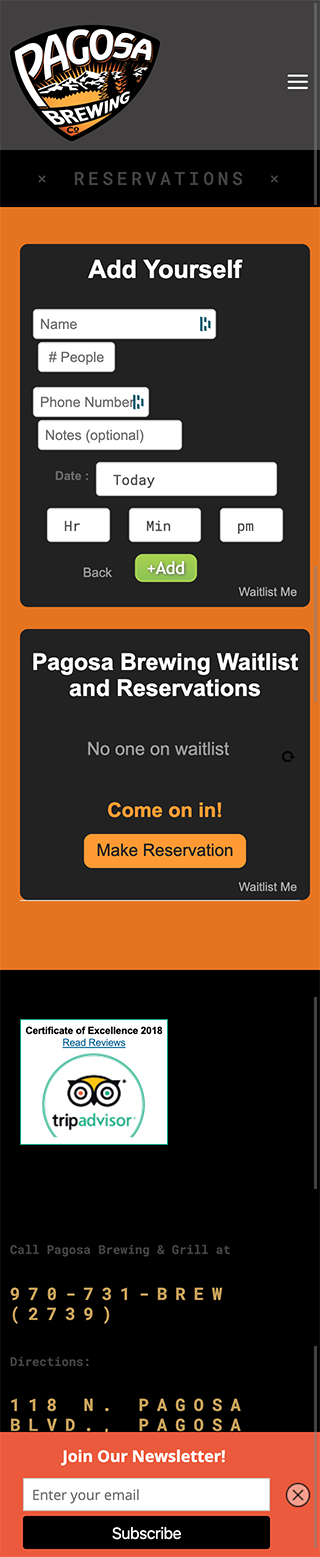 PAGOSA
BREWING
CO
× RESERVATIONS ×
Add Yourself
Name
# People
Phone Number
Notes (optional)
Date :
Today
Hr
Min
pm
Back
+Add
Waitlist Me
Pagosa Brewing Waitlist
and Reservations
No one on waitlist
Come on in!
Make Reservation
Waitlist Me
Certificate of Excellence 2018
Read Reviews
tripadvisor
Call Pagosa Brewing & Grill at
970-731-BREW
(2739)
Directions:
118 N. PAGOSA
BLVD., PAGOSA
Join Our Newsletter!
Enter your email
Subscribe